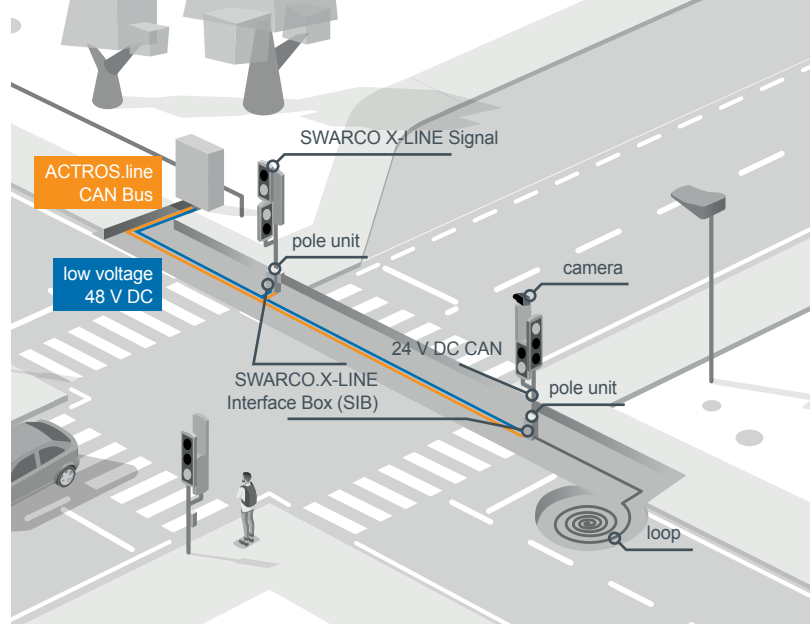 SWARCO X-LINE Signal
ACTROS.line
CAN Bus
pole unit
low voltage
48 V DC
camera
24 V DC CAN
SWARCO.X-LINE
Interface Box (SIB)
pole unit
loop